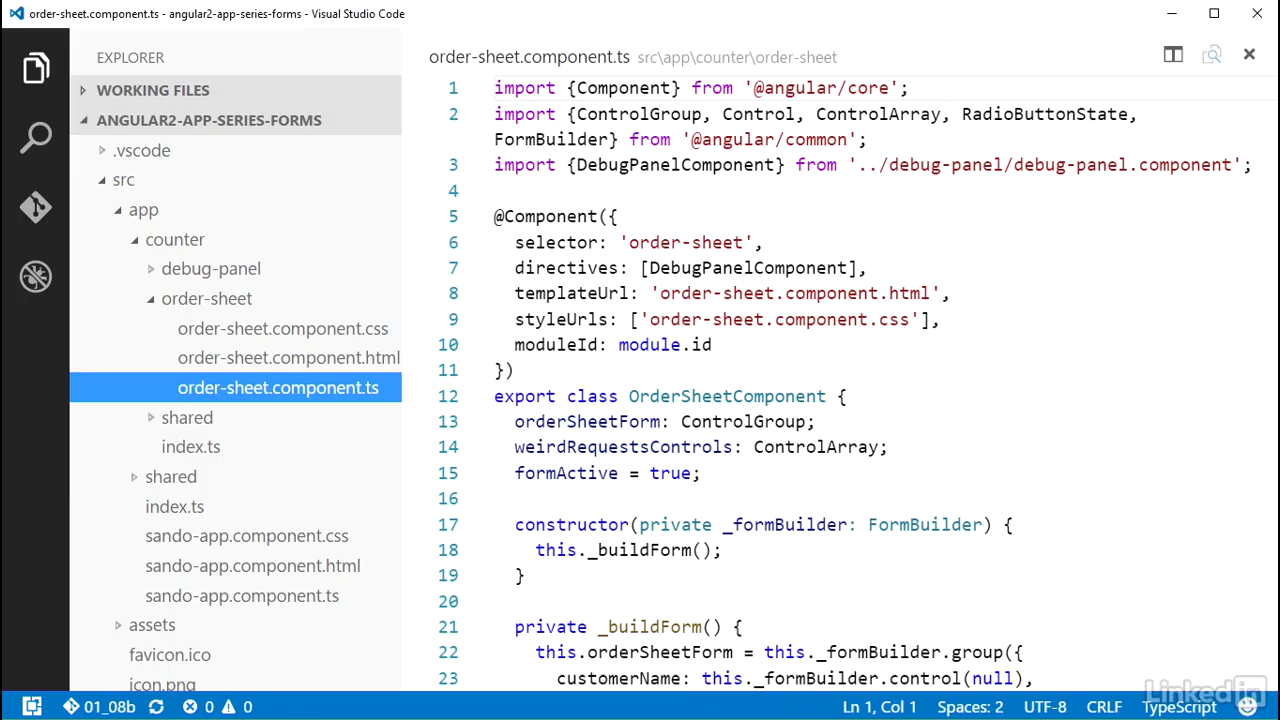 order-sheet.component.ts - angular2-app-series-forms - Visual Studio Code
EXPLORER
WORKING FILES
ANGULAR2-APP-SERIES-FORMS
.vscode
src
app
counter
debug-panel
order-sheet
order-sheet.component.css
order-sheet.component.html
order-sheet.component.ts
shared
index.ts
shared
index.ts
sando-app.component.css
sando-app.component.html
sando-app.component.ts
assets
favicon.ico
icon.png
order-sheet.component.ts src\app\counter\order-sheet
1 import {Component} from '@angular/core';
2 import {ControlGroup, Control, ControlArray, RadioButtonState,
FormBuilder} from '@angular/common';
3 import {DebugPanelComponent} from '../debug-panel/debug-panel.component';
4
5 @Component({
6 selector: 'order-sheet',
7 directives: [DebugPanelComponent],
8 templateUrl: 'order-sheet.component.html',
9 styleUrls: ['order-sheet.component.css'],
10 moduleId: module.id
11 })
12 export class OrderSheetComponent {
13 orderSheetForm: ControlGroup;
14 weirdRequestsControls: ControlArray;
15 formActive = true;
16
17 constructor(private _formBuilder: FormBuilder) {
18 this._buildForm();
19 }
20
21 private _buildForm() {
22 this.orderSheetForm = this._formBuilder.group({
23 customerName: this._formBuilder.control(null),
01_08b 0 0 Ln 1, Col 1 Spaces: 2 UTF-8 CRLF TypeScript
Linked in